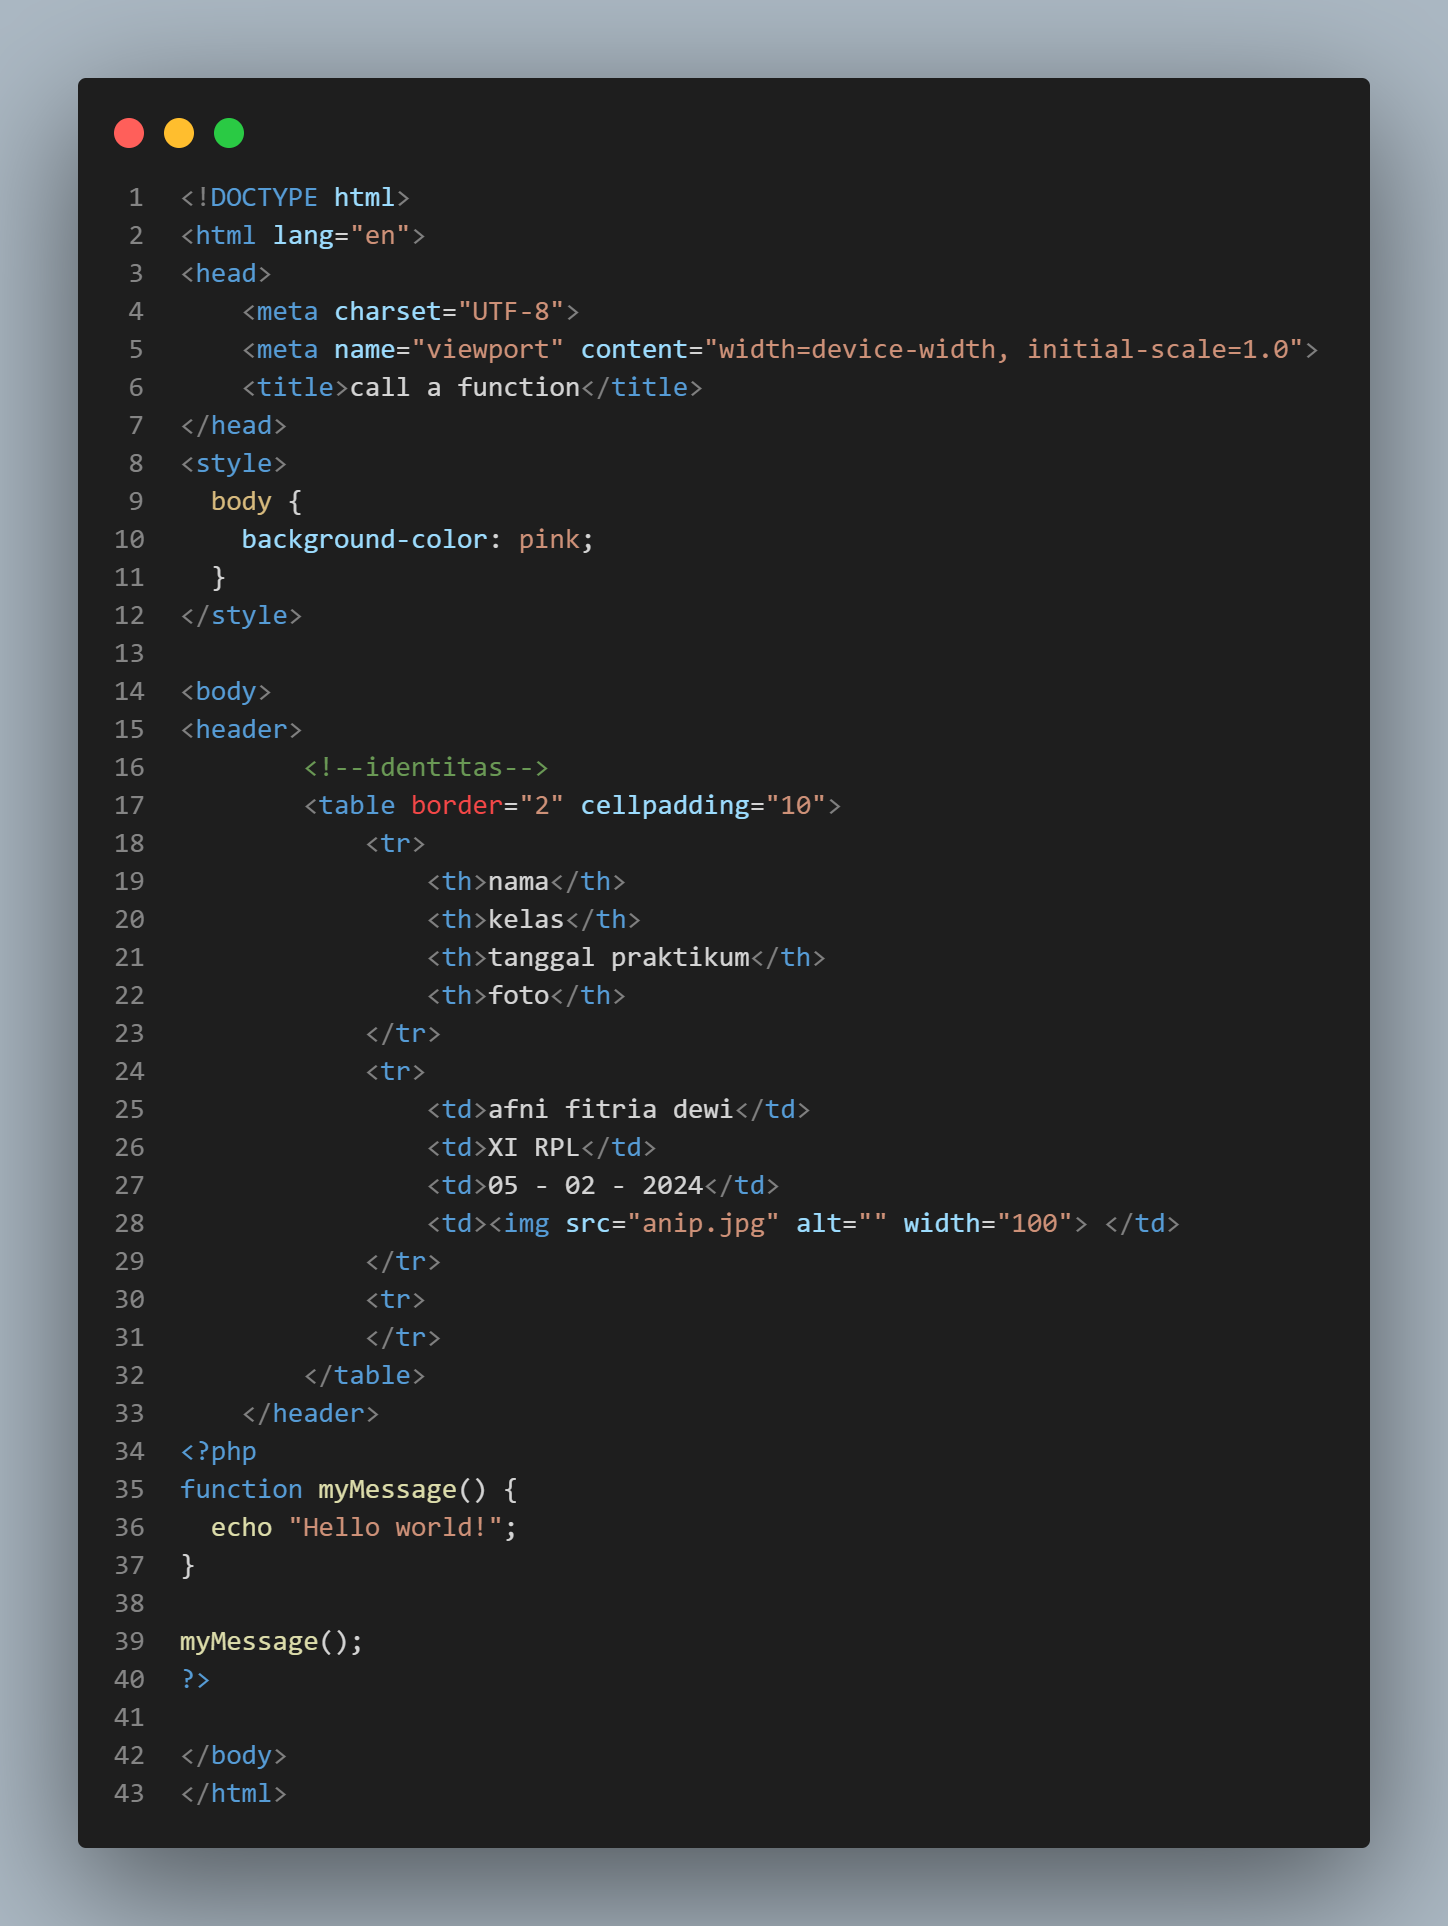 1 <!DOCTYPE html>
2 <html lang="en">
3 <head>
4     <meta charset="UTF-8">
5     <meta name="viewport" content="width=device-width, initial-scale=1.0">
6     <title>call a function</title>
7 </head>
8 <style>
9   body {
10     background-color: pink;
11   }
12 </style>
13
14 <body>
15 <header>
16         <!--identitas-->
17         <table border="2" cellpadding="10">
18             <tr>
19                 <th>nama</th>
20                 <th>kelas</th>
21                 <th>tanggal praktikum</th>
22                 <th>foto</th>
23             </tr>
24             <tr>
25                 <td>afni fitria dewi</td>
26                 <td>XI RPL</td>
27                 <td>05 - 02 - 2024</td>
28                 <td><img src="anip.jpg" alt="" width="100"> </td>
29             </tr>
30             <tr>
31             </tr>
32         </table>
33     </header>
34 <?php
35 function myMessage() {
36   echo "Hello world!";
37 }
38
39 myMessage();
40 ?>
41
42 </body>
43 </html>